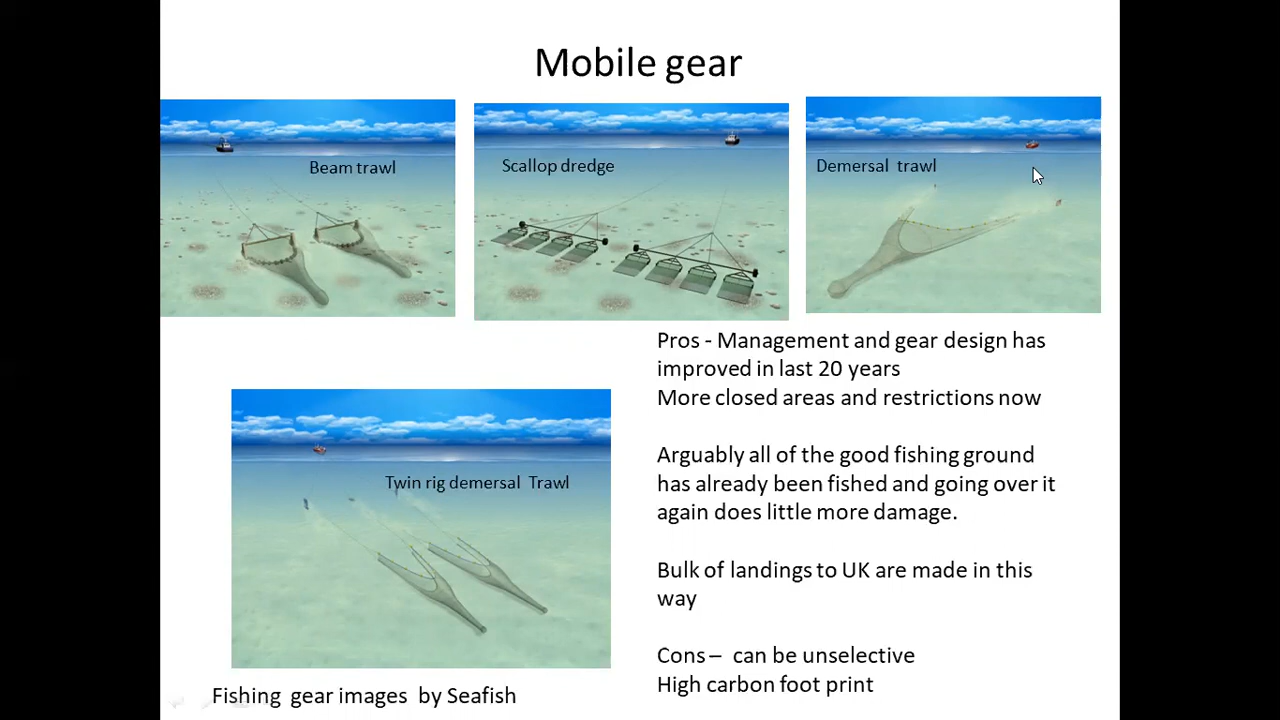 Mobile gear
Beam trawl
Scallop dredge
Demersal trawl
Pros - Management and gear design has
improved in last 20 years
More closed areas and restrictions now
Arguably all of the good fishing ground
has already been fished and going over it
again does little more damage.
Bulk of landings to UK are made in this
way
Cons – can be unselective
High carbon foot print
Twin rig demersal Trawl
Fishing gear images by Seafish